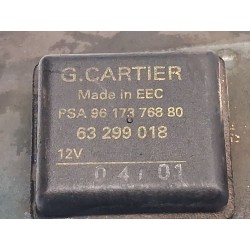 G.CARTIER
Made in EEC
PSA 96 173 768 80
63 299 018
12V
04/01